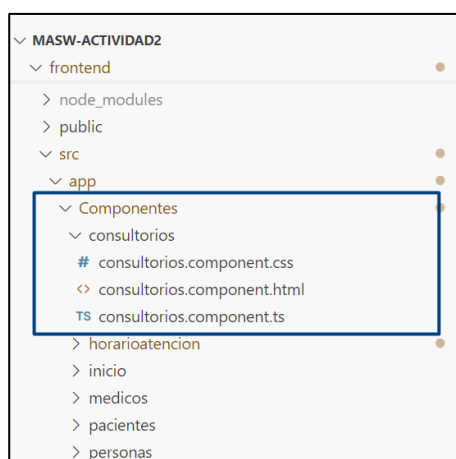 MASW-ACTIVIDAD2
frontend
node_modules
public
src
app
Componentes
consultorios
# consultorios.component.css
<> consultorios.component.html
TS consultorios.component.ts
horarioatencion
inicio
medicos
pacientes
personas